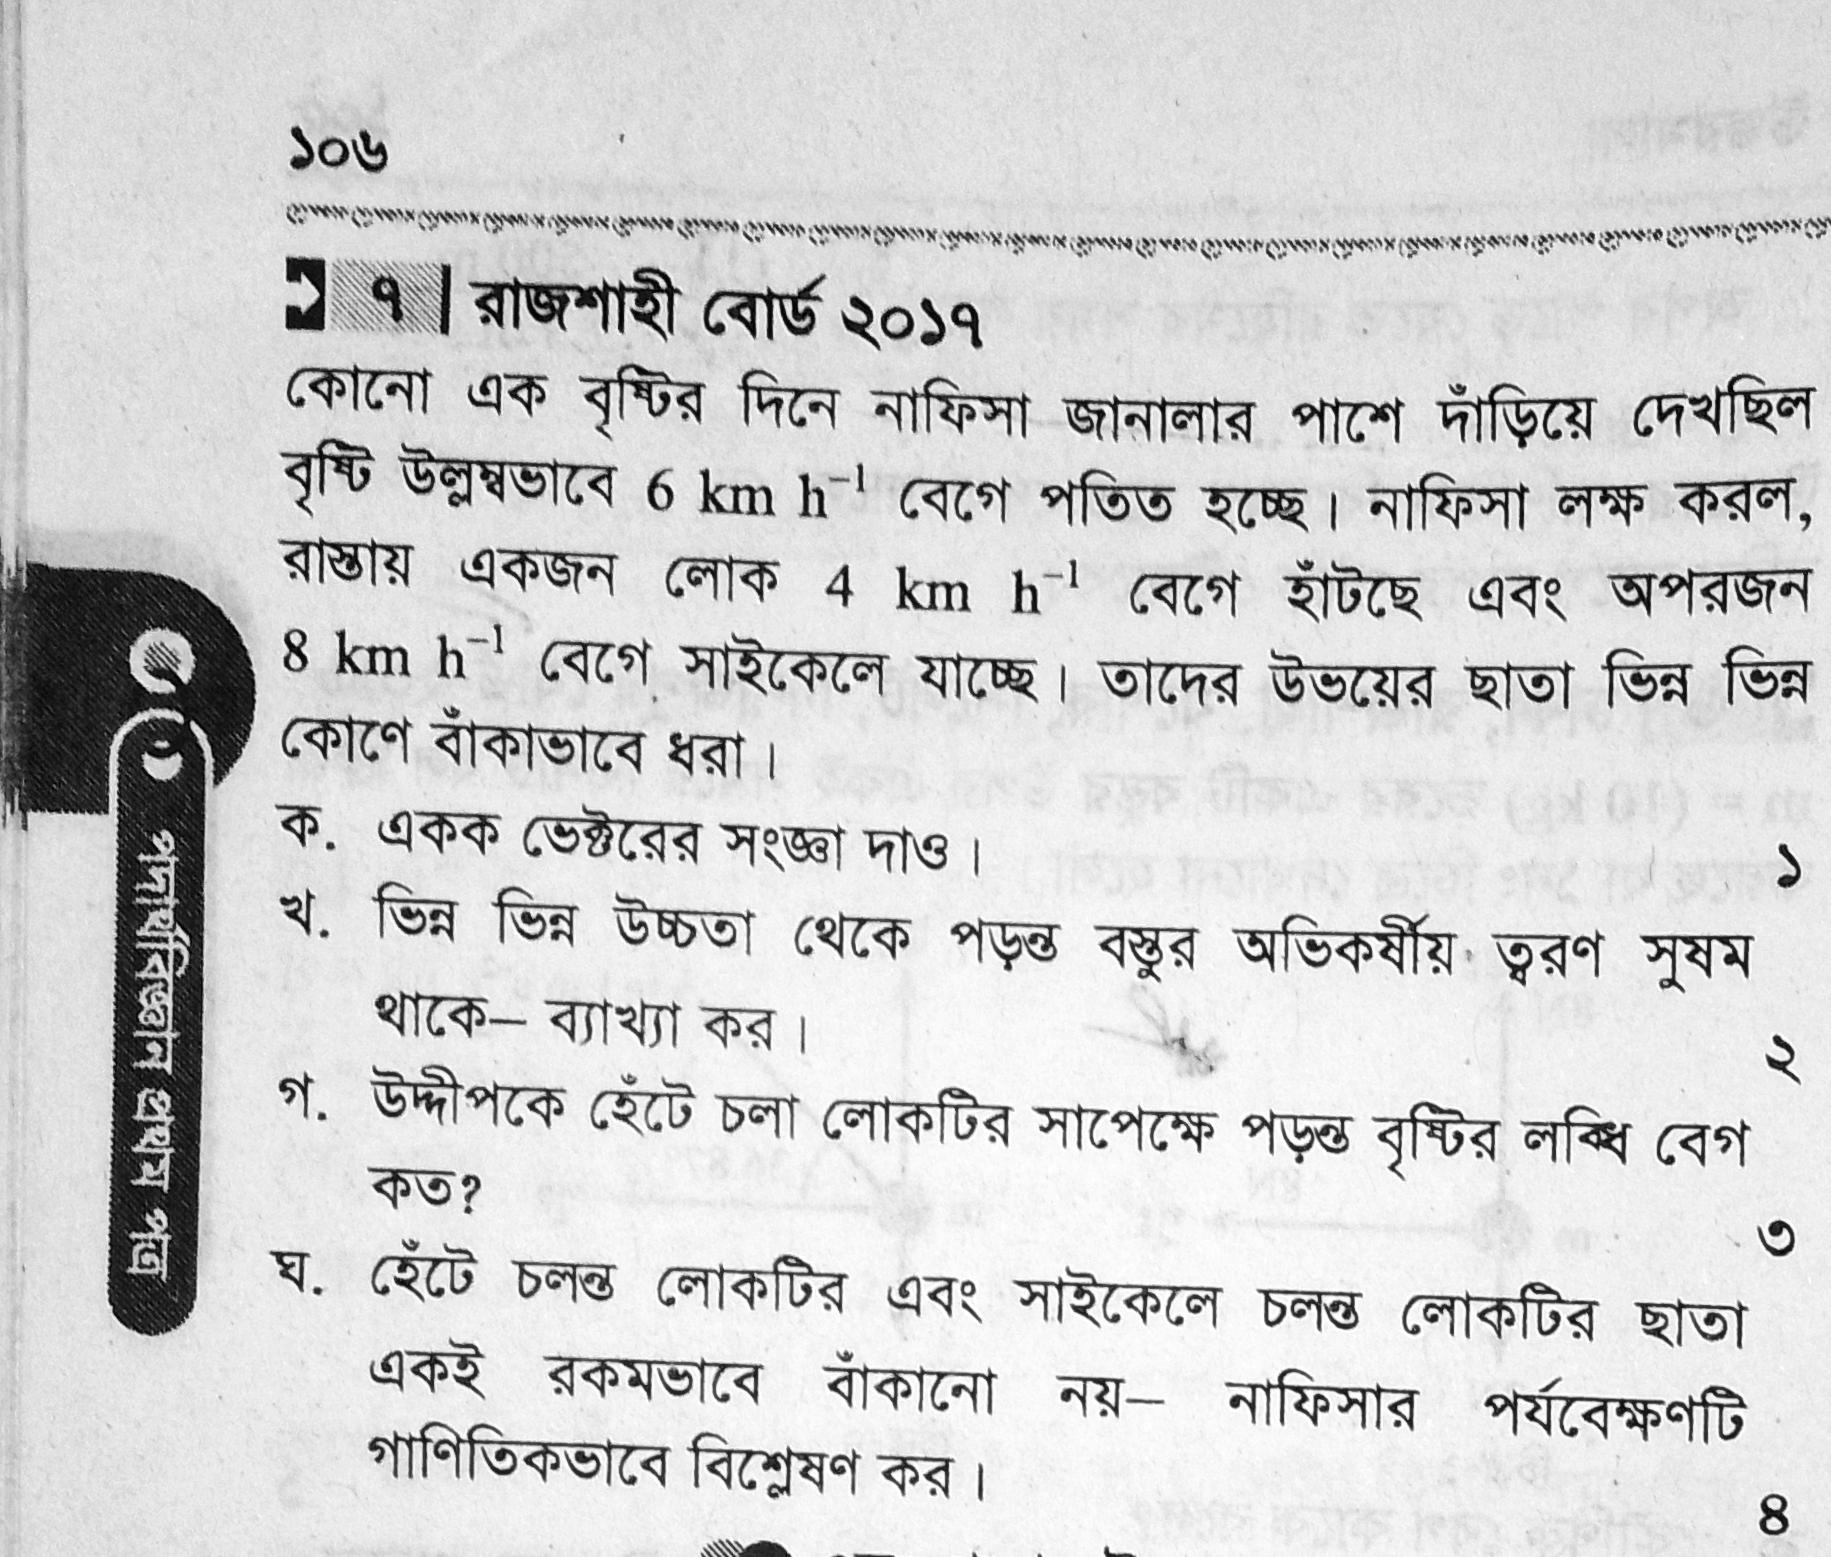 ১০৬
৭ | রাজশাহী বোর্ড ২০১৭
কোনো এক বৃষ্টির দিনে নাফিসা জানালার পাশে দাঁড়িয়ে দেখছিল
বৃষ্টি উল্লম্বভাবে 6 km h⁻¹ বেগে পতিত হচ্ছে। নাফিসা লক্ষ করল,
রাস্তায় একজন লোক 4 km h⁻¹ বেগে হাঁটছে এবং অপরজন
8 km h⁻¹ বেগে সাইকেলে যাচ্ছে। তাদের উভয়ের ছাতা ভিন্ন ভিন্ন
কোণে বাঁকাভাবে ধরা।
ক. একক ভেক্টরের সংজ্ঞা দাও। ১
খ. ভিন্ন ভিন্ন উচ্চতা থেকে পড়ন্ত বস্তুর অভিকর্ষীয় ত্বরণ সুষম
থাকে– ব্যাখ্যা কর। ২
গ. উদ্দীপকে হেঁটে চলা লোকটির সাপেক্ষে পড়ন্ত বৃষ্টির লব্ধি বেগ
কত? ৩
ঘ. হেঁটে চলন্ত লোকটির এবং সাইকেলে চলন্ত লোকটির ছাতা
একই রকমভাবে বাঁকানো নয়– নাফিসার পর্যবেক্ষণটি
গাণিতিকভাবে বিশ্লেষণ কর। ৪
পদার্থবিজ্ঞান প্রথম পত্র